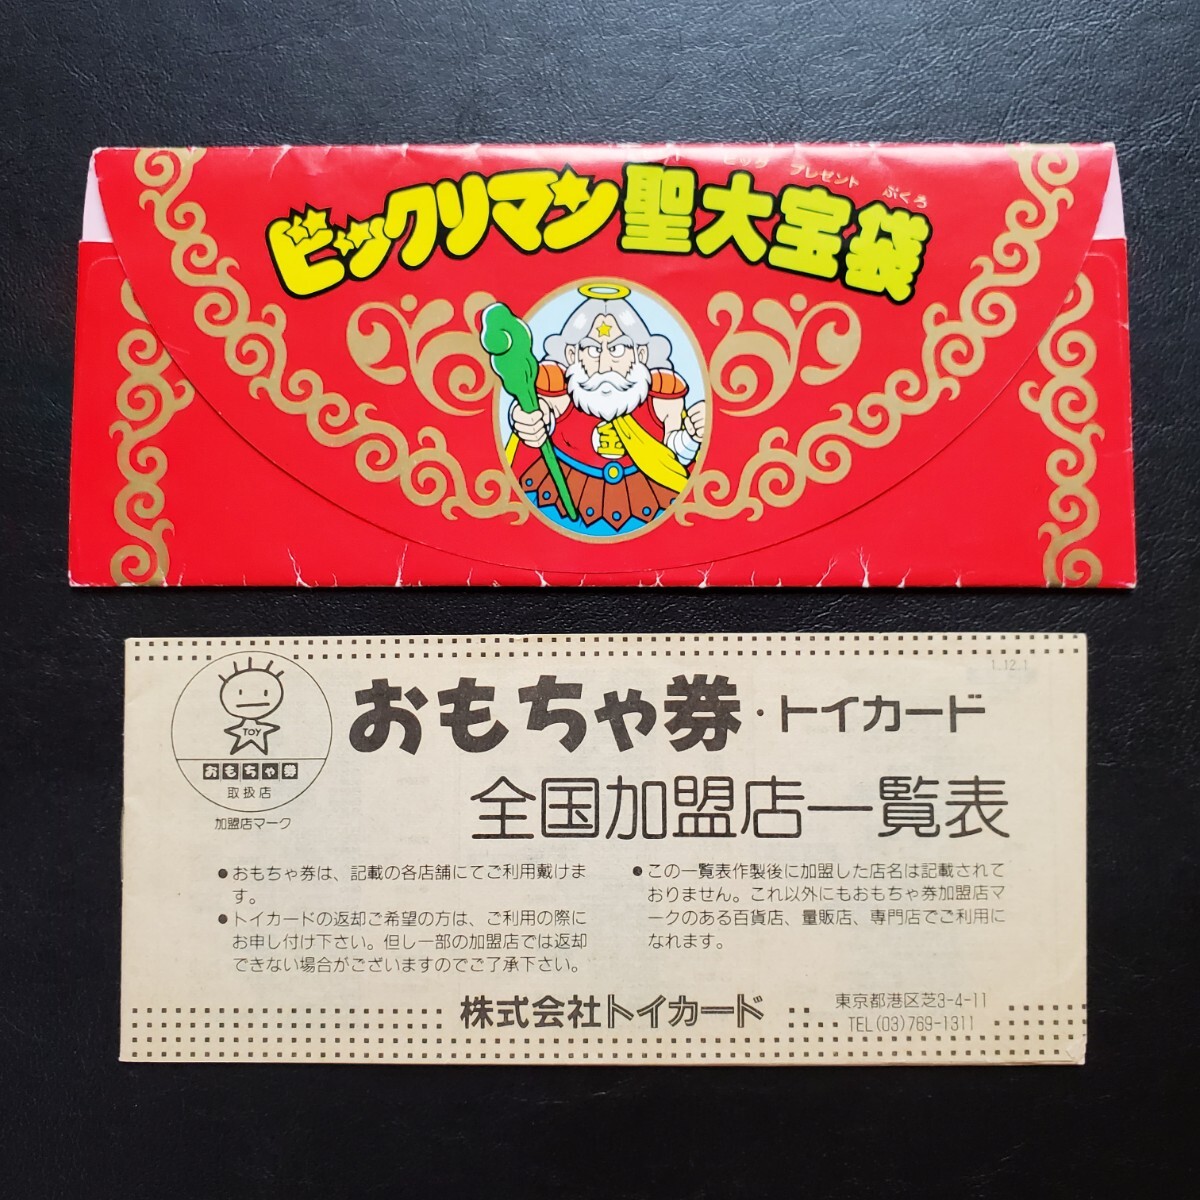 ビッグ プレゼント ぶくろ
ビックリマン聖大宝袋
金
1.12.1
TOY
おもちゃ券
取扱店
加盟店マーク
おもちゃ券・トイカード
全国加盟店一覧表
●おもちゃ券は、記載の各店舗にてご利用戴けま
す。
●トイカードの返却ご希望の方は、ご利用の際に
お申し付け下さい。但し一部の加盟店では返却
できない場合がございますのでご了承下さい。
●この一覧表作製後に加盟した店名は記載されて
おりません。これ以外にもおもちゃ券加盟店マ
ークのある百貨店、量販店、専門店でご利用に
なれます。
株式会社トイカード
東京都港区芝3-4-11
TEL(03)769-1311